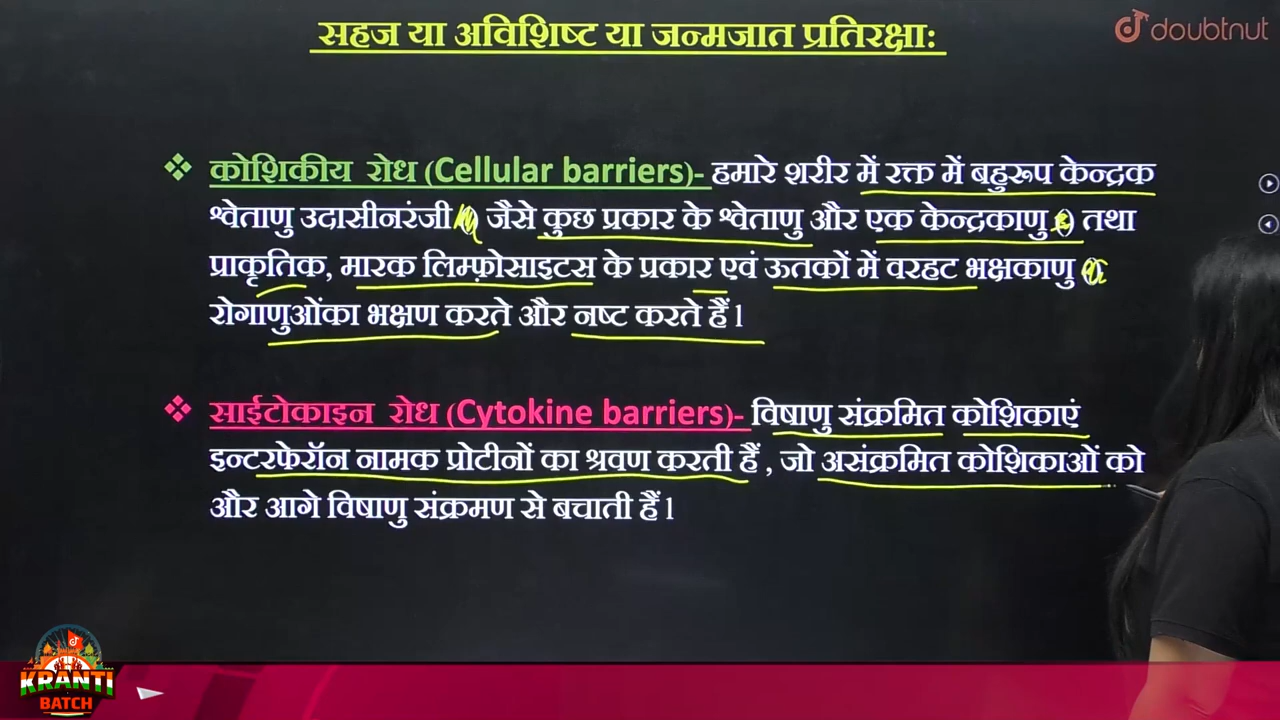 सहज या अविशिष्ट या जन्मजात प्रतिरक्षा:
doubtnut
❖ कोशिकीय रोध (Cellular barriers)- हमारे शरीर में रक्त में बहुरूप केन्द्रक
श्वेताणु उदासीनरंजी () जैसे कुछ प्रकार के श्वेताणु और एक केन्द्रकाणु () तथा
प्राकृतिक, मारक लिम्फ़ोसाइटस के प्रकार एवं ऊतकों में वरहट भक्षकाणु ()
रोगाणुओंका भक्षण करते और नष्ट करते हैं।
❖ साईटोकाइन रोध (Cytokine barriers)- विषाणु संक्रमित कोशिकाएं
इन्टरफेरॉन नामक प्रोटीनों का श्रवण करती हैं , जो असंक्रमित कोशिकाओं को
और आगे विषाणु संक्रमण से बचाती हैं।
KRANTI
BATCH